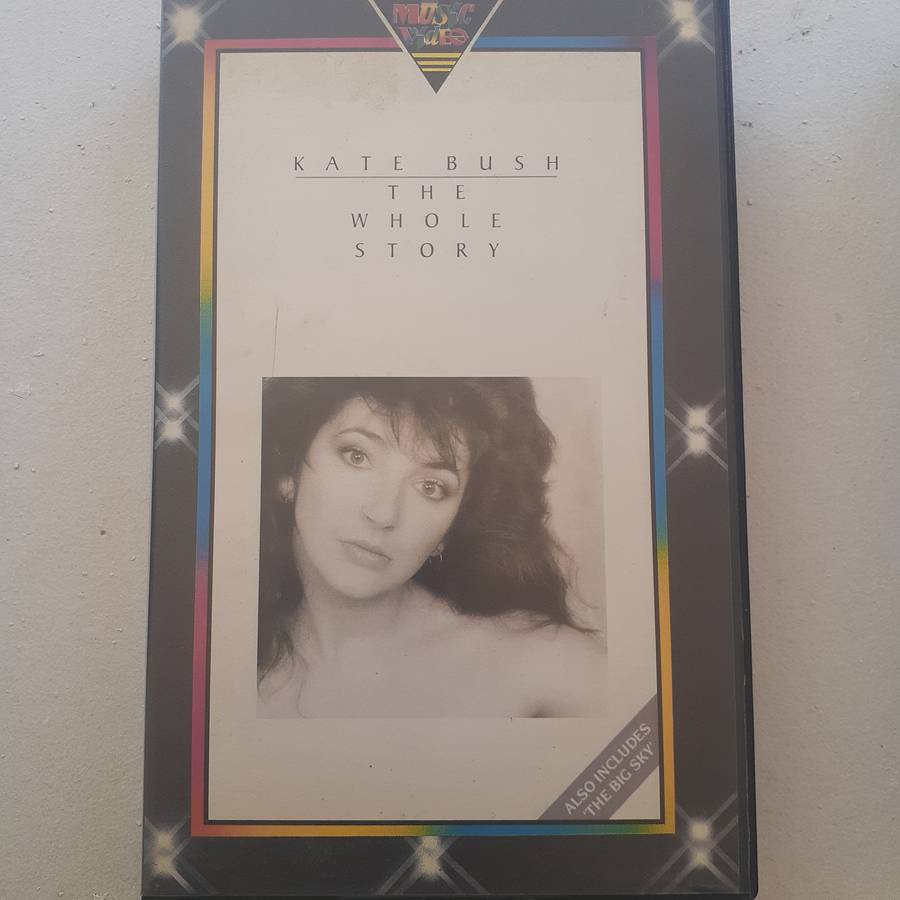 MUSiC
VidEO
KATE BUSH
THE
WHOLE
STORY
ALSO INCLUDES
'THE BIG SKY'